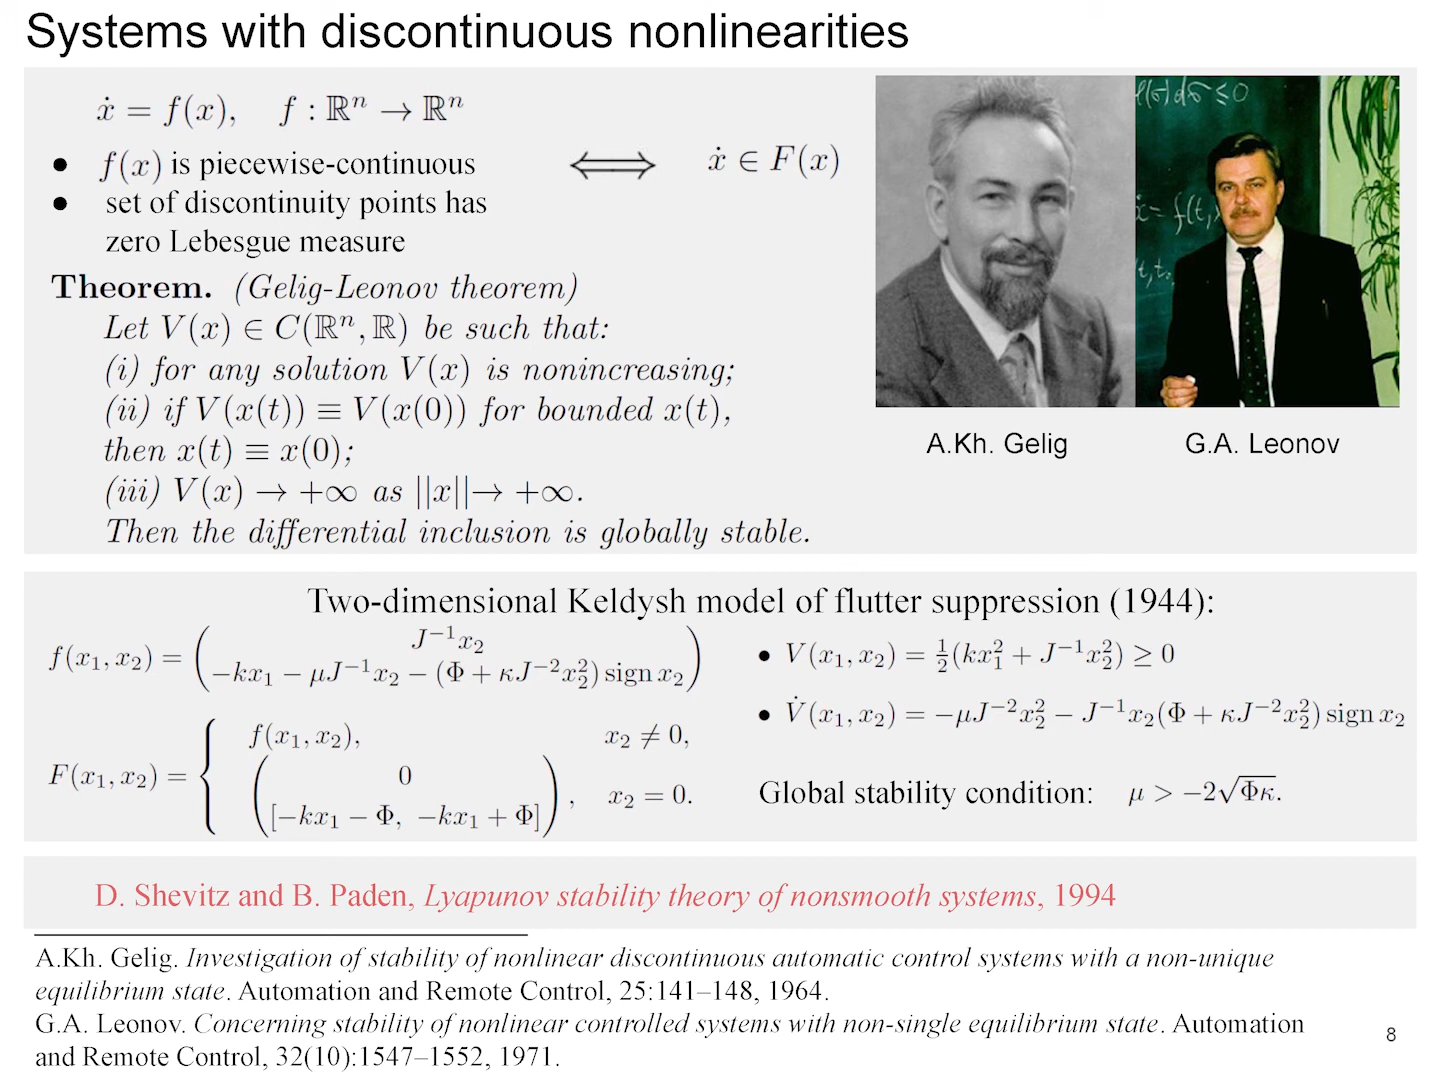 Systems with discontinuous nonlinearities
ẋ = f(x), f : ℝⁿ → ℝⁿ
● f(x) is piecewise-continuous
⟺ ẋ ∈ F(x)
● set of discontinuity points has
zero Lebesgue measure
Theorem. (Gelig-Leonov theorem)
Let V(x) ∈ C(ℝⁿ, ℝ) be such that:
(i) for any solution V(x) is nonincreasing;
(ii) if V(x(t)) ≡ V(x(0)) for bounded x(t),
then x(t) ≡ x(0);
(iii) V(x) → +∞ as ||x||→ +∞.
Then the differential inclusion is globally stable.
f(σ)dσ ≤ 0
ẋ = f(t,
A.Kh. Gelig
G.A. Leonov
Two-dimensional Keldysh model of flutter suppression (1944):
f(x₁, x₂) = ( J⁻¹x₂
−kx₁ − μJ⁻¹x₂ − (Φ + κJ⁻²x₂²) sign x₂ )
F(x₁, x₂) = { f(x₁, x₂), x₂ ≠ 0,
( 0
[−kx₁ − Φ, −kx₁ + Φ] ), x₂ = 0.
● V(x₁, x₂) = ½(kx₁² + J⁻¹x₂²) ≥ 0
● V̇(x₁, x₂) = −μJ⁻²x₂² − J⁻¹x₂(Φ + κJ⁻²x₂²) sign x₂
Global stability condition: μ > −2√Φκ.
D. Shevitz and B. Paden, Lyapunov stability theory of nonsmooth systems, 1994
A.Kh. Gelig. Investigation of stability of nonlinear discontinuous automatic control systems with a non-unique
equilibrium state. Automation and Remote Control, 25:141–148, 1964.
G.A. Leonov. Concerning stability of nonlinear controlled systems with non-single equilibrium state. Automation
and Remote Control, 32(10):1547–1552, 1971.
8